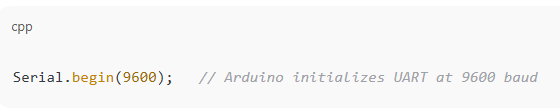 cpp
Serial.begin(9600);   // Arduino initializes UART at 9600 baud